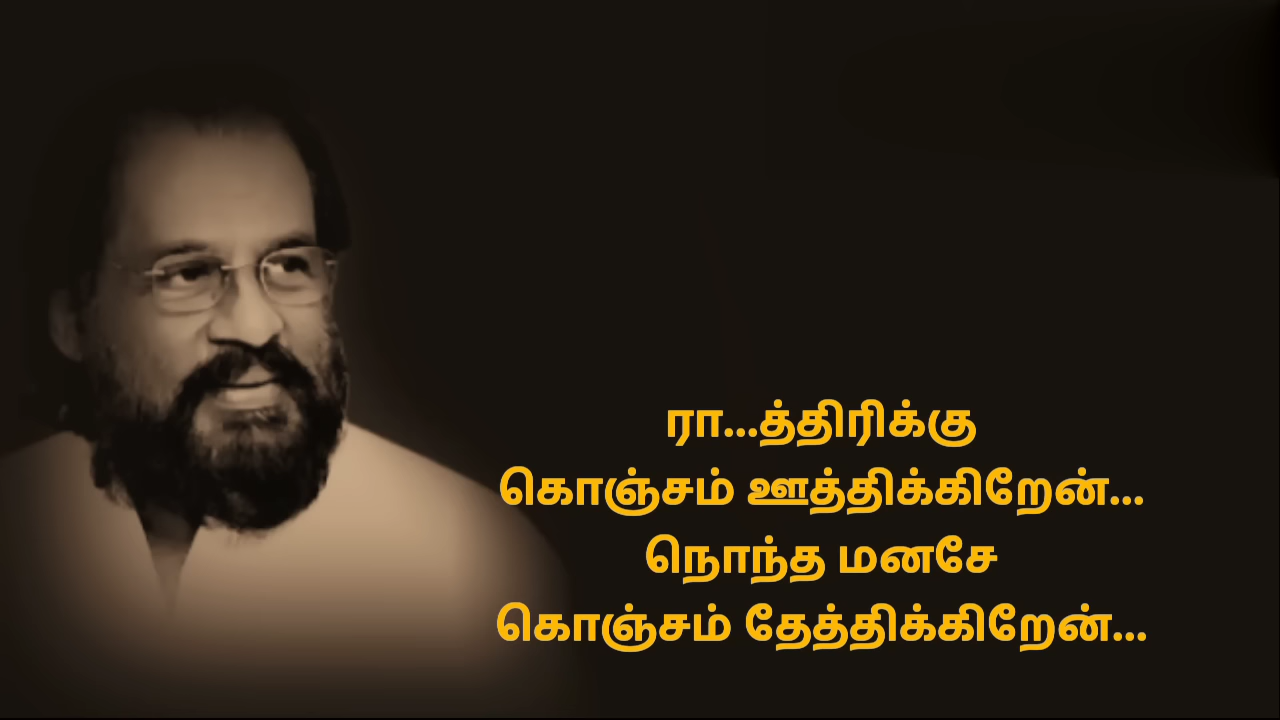 ரா...த்திரிக்கு
கொஞ்சம் ஊத்திக்கிறேன்...
நொந்த மனசே
கொஞ்சம் தேத்திக்கிறேன்...